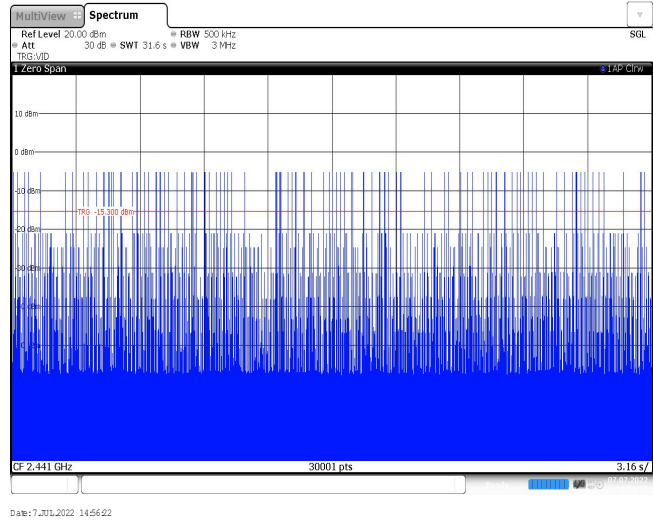 MultiView Spectrum
Ref Level 20.00 dBm RBW 500 kHz SGL
Att 30 dB SWT 31.6 s VBW 3 MHz
TRG:VID
1 Zero Span 1AP Clrw
10 dBm
0 dBm
-10 dBm
TRG -15.300 dBm
-20 dBm
-30 dBm
CF 2.441 GHz 30001 pts 3.16 s/
07.07.2022
Date: 7.JUL.2022 14:56:22